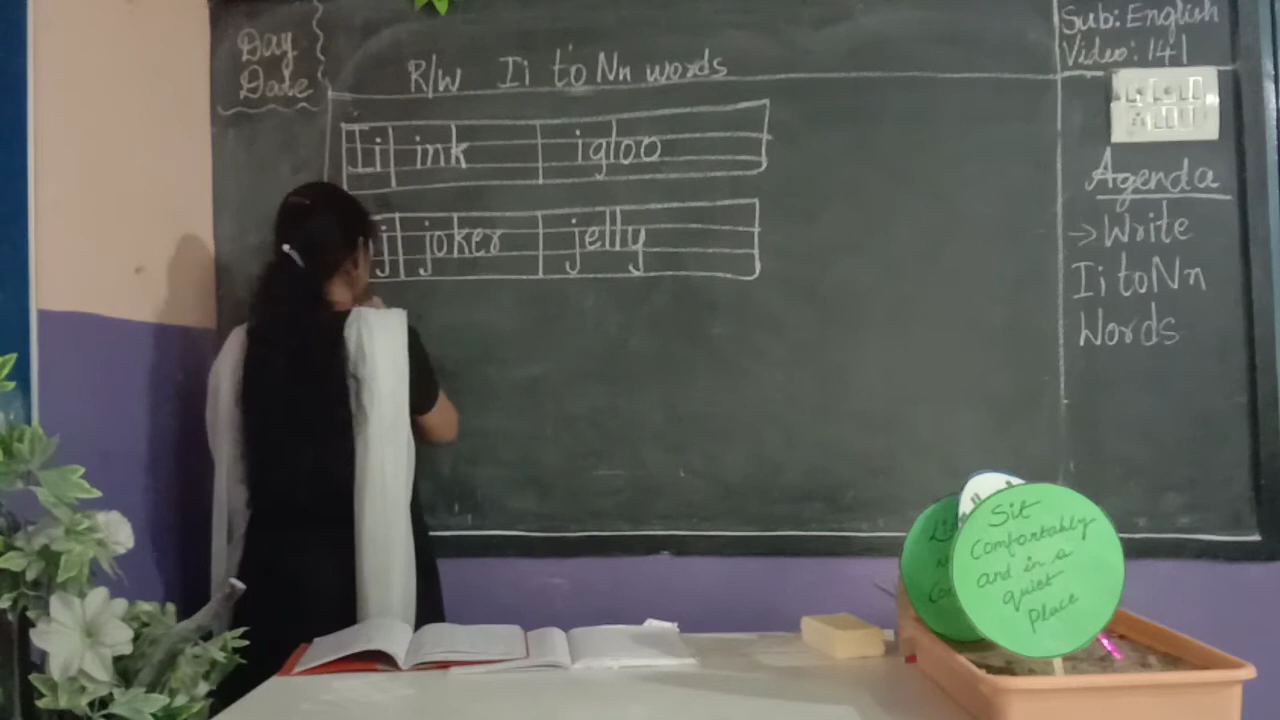 Day
Date
R/W Ii to Nn words
Ii ink igloo
j joker jelly
Sub: English
Video: 141
Agenda
→ Write
Ii to Nn
Words
Sit
Comfortably
and in a
quiet
place